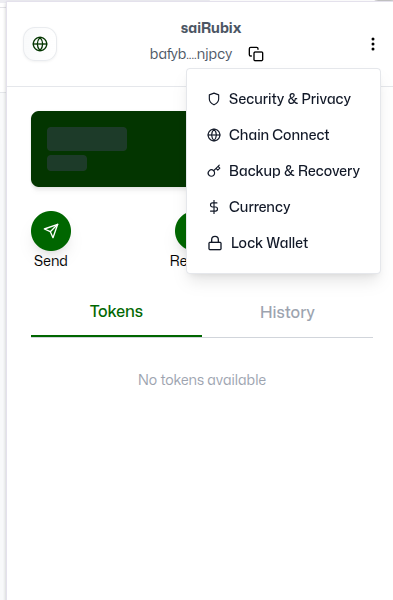 saiRubix
bafyb....njpcy
Security & Privacy
Chain Connect
Backup & Recovery
Currency
Lock Wallet
Send
Re
Tokens
History
No tokens available